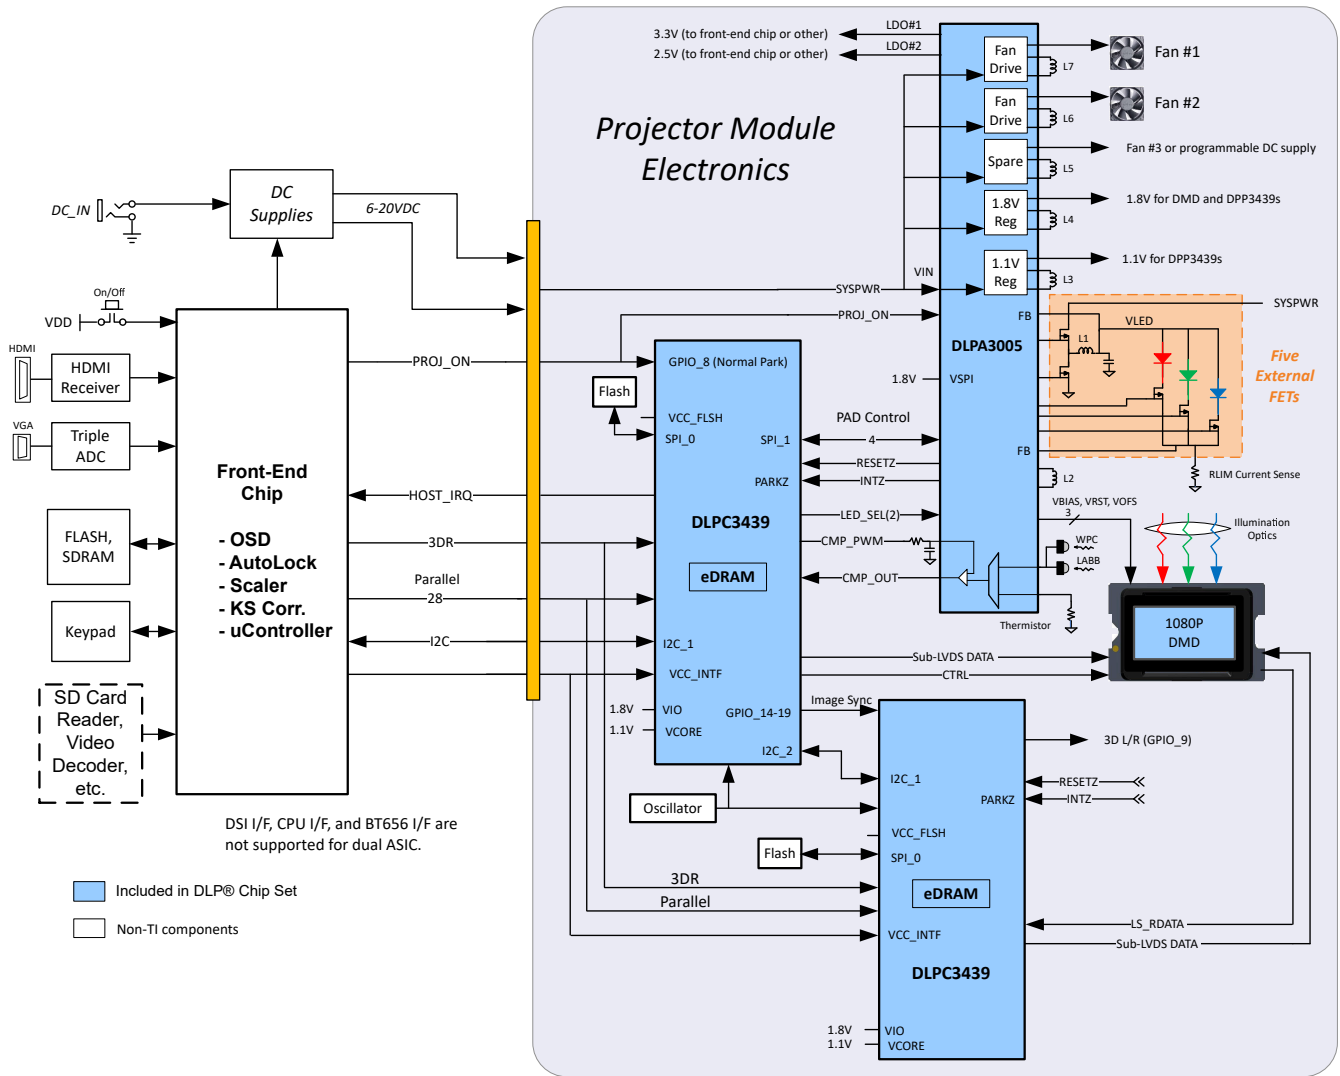 3.3V (to front-end chip or other)
LDO#1
2.5V (to front-end chip or other)
LDO#2
Fan
Drive
L7
Fan #1
Fan
Drive
L6
Fan #2
Projector Module
Electronics
Spare
L5
Fan #3 or programmable DC supply
1.8V
Reg
L4
1.8V for DMD and DPP3439s
1.1V
Reg
L3
1.1V for DPP3439s
DC_IN
DC
Supplies
6-20VDC
VIN
SYSPWR
PROJ_ON
FB
DLPA3005
1.8V
VSPI
SYSPWR
VLED
L1
Five
External
FETs
FB
RLIM Current Sense
L2
On/Off
VDD
HDMI
HDMI
Receiver
VGA
Triple
ADC
FLASH,
SDRAM
Keypad
SD Card
Reader,
Video
Decoder,
etc.
Front-End
Chip
- OSD
- AutoLock
- Scaler
- KS Corr.
- uController
PROJ_ON
HOST_IRQ
3DR
Parallel
28
I2C
GPIO_8 (Normal Park)
Flash
VCC_FLSH
SPI_0
SPI_1
PAD Control
4
RESETZ
PARKZ
INTZ
DLPC3439
LED_SEL(2)
CMP_PWM
eDRAM
CMP_OUT
I2C_1
VCC_INTF
1.8V
VIO
1.1V
VCORE
GPIO_14-19
I2C_2
Image Sync
Sub-LVDS DATA
CTRL
VBIAS, VRST, VOFS
3
WPC
LABB
Thermistor
Illumination
Optics
1080P
DMD
Oscillator
I2C_1
3D L/R (GPIO_9)
RESETZ
PARKZ
INTZ
VCC_FLSH
Flash
SPI_0
3DR
eDRAM
Parallel
VCC_INTF
LS_RDATA
Sub-LVDS DATA
DLPC3439
1.8V
VIO
1.1V
VCORE
DSI I/F, CPU I/F, and BT656 I/F are
not supported for dual ASIC.
Included in DLP® Chip Set
Non-TI components